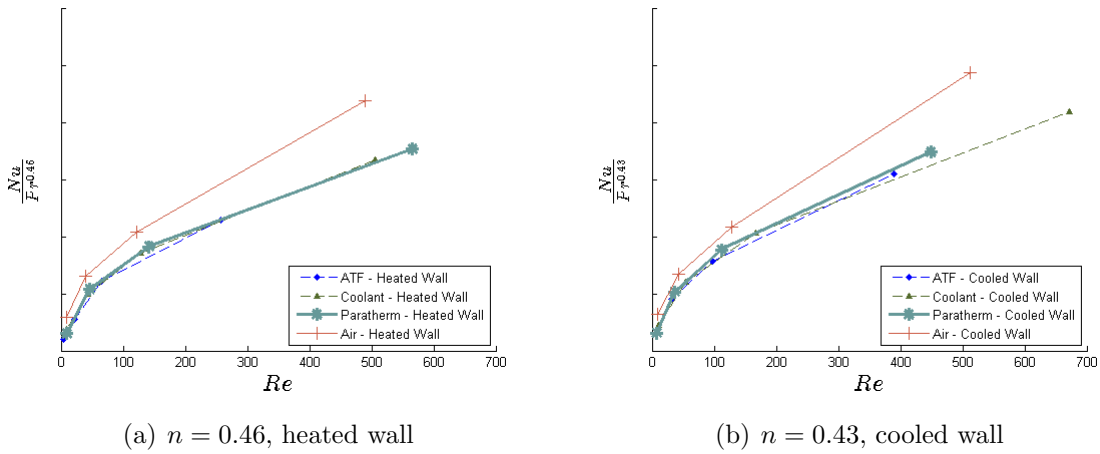 Nu
Pr^0.46
ATF - Heated Wall
Coolant - Heated Wall
Paratherm - Heated Wall
Air - Heated Wall
0 100 200 300 400 500 600 700
Re
(a) n = 0.46, heated wall
Nu
Pr^0.43
ATF - Cooled Wall
Coolant - Cooled Wall
Paratherm - Cooled Wall
Air - Cooled Wall
0 100 200 300 400 500 600 700
Re
(b) n = 0.43, cooled wall